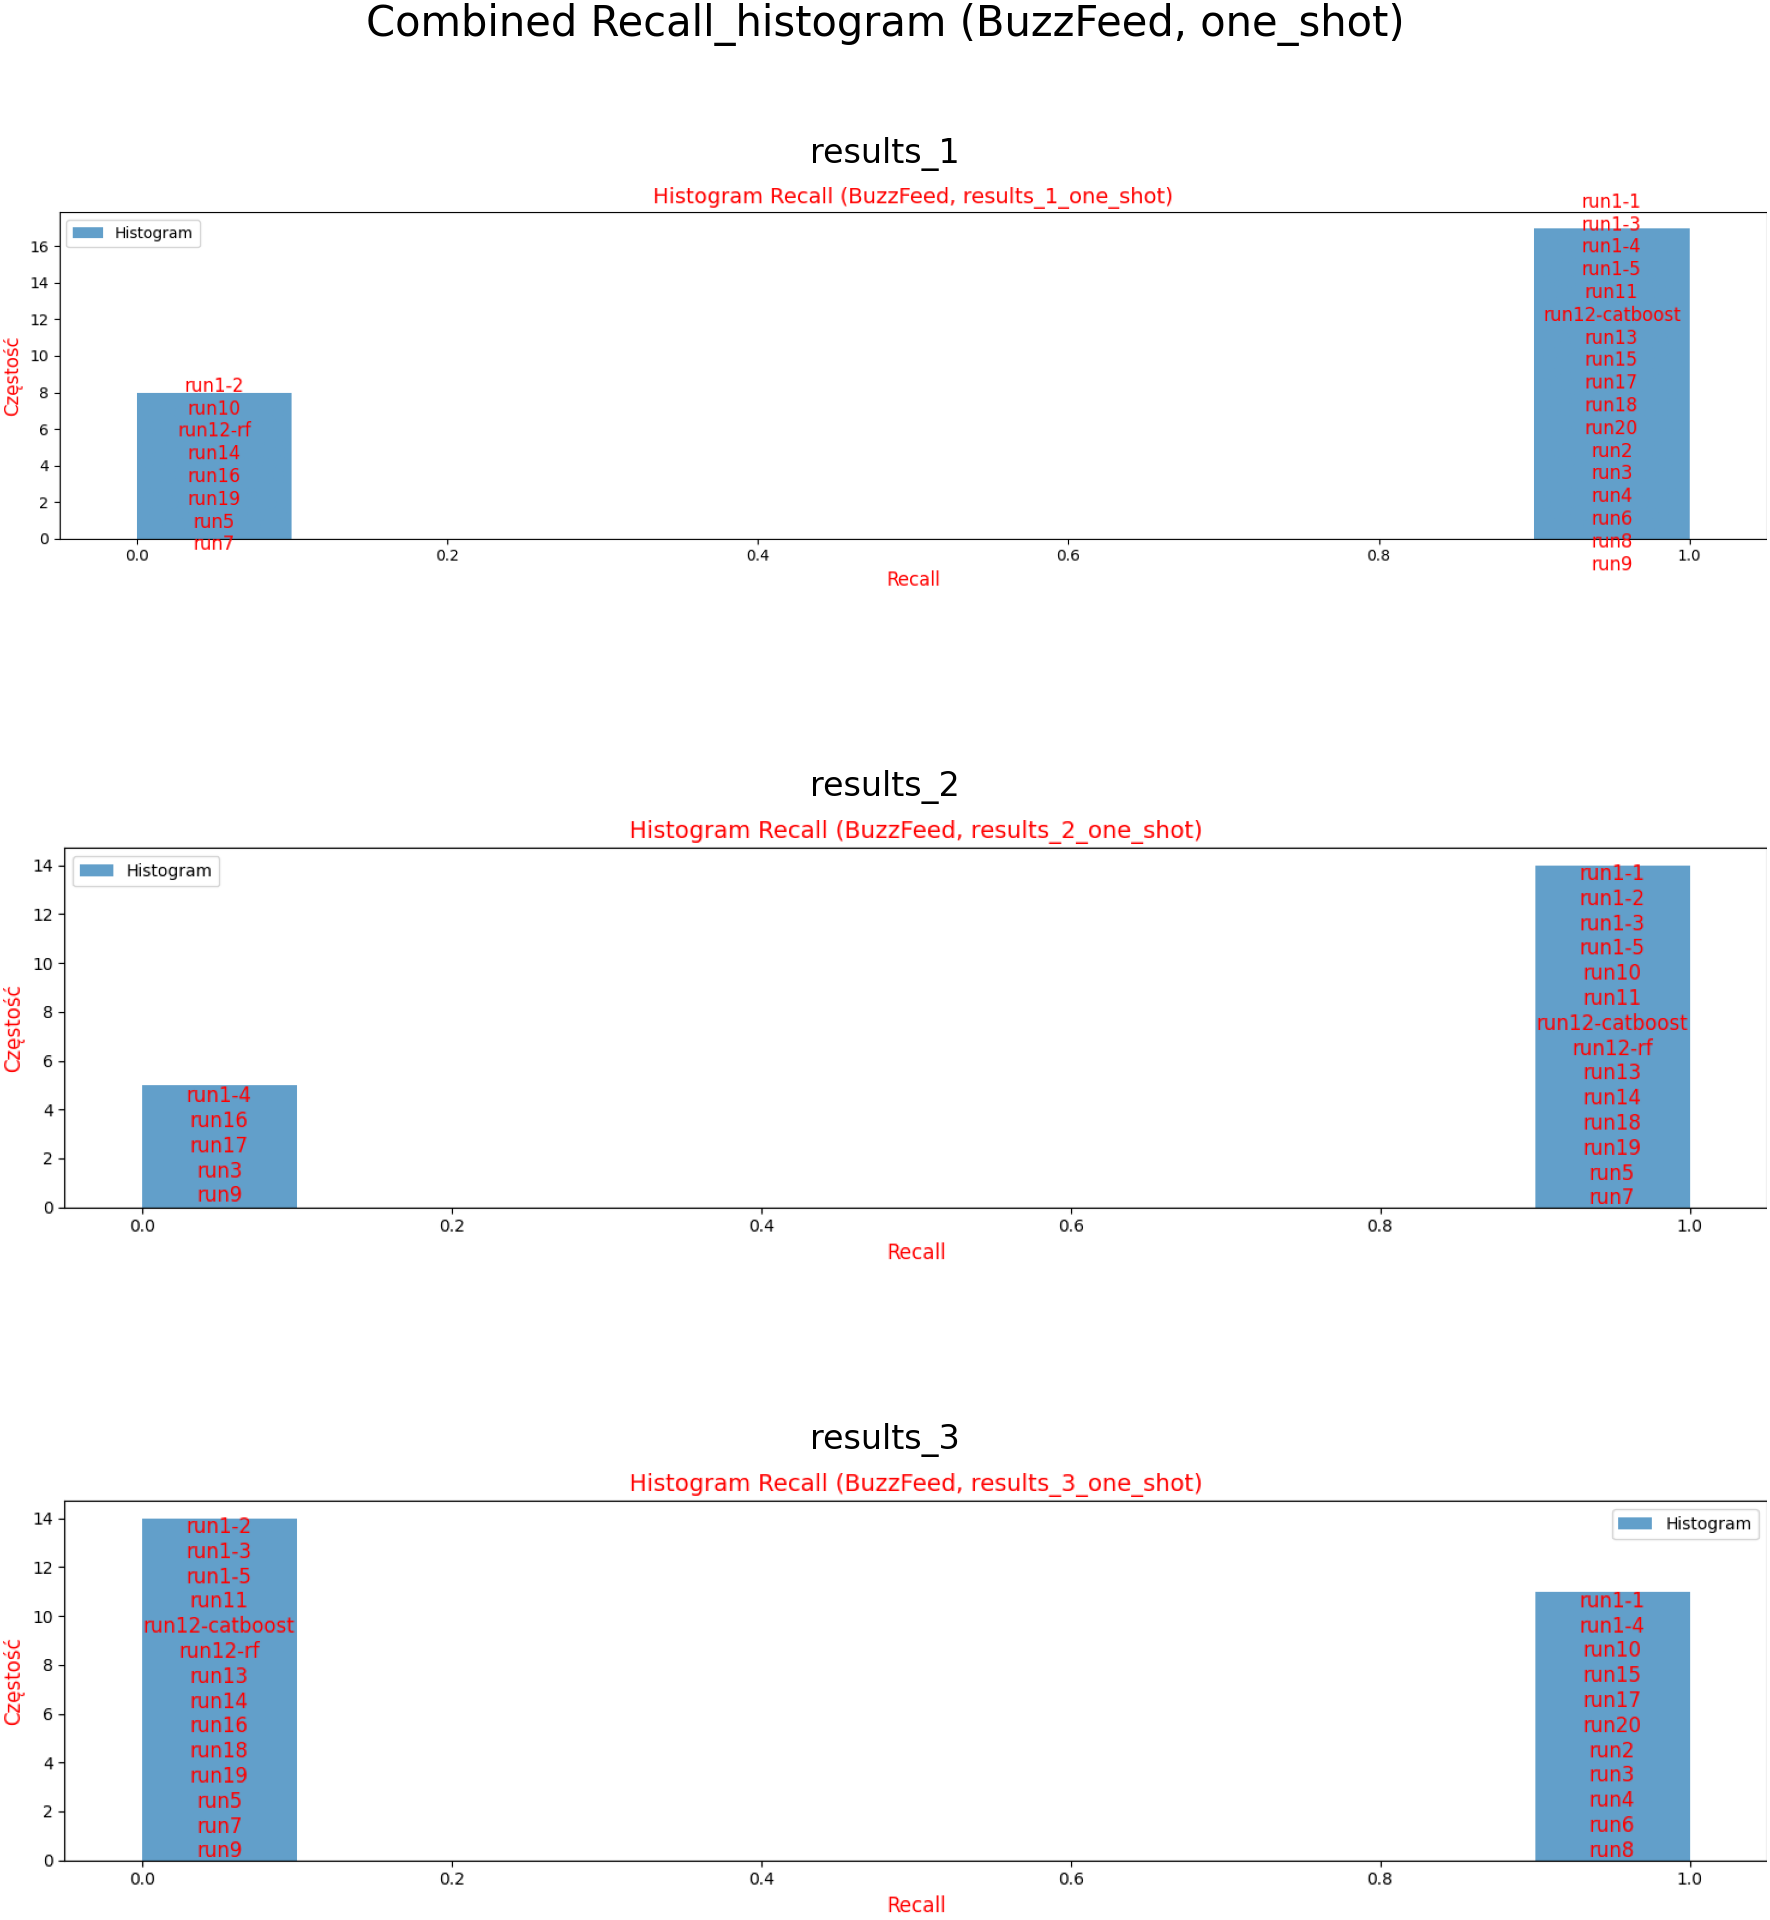 Combined Recall_histogram (BuzzFeed, one_shot)
results_1
Histogram Recall (BuzzFeed, results_1_one_shot)
Histogram
Częstość
16
14
12
10
8
6
4
2
0
run1-2
run10
run12-rf
run14
run16
run19
run5
run7
run1-1
run1-3
run1-4
run1-5
run11
run12-catboost
run13
run15
run17
run18
run20
run2
run3
run4
run6
run8
run9
0.0 0.2 0.4 0.6 0.8 1.0
Recall
results_2
Histogram Recall (BuzzFeed, results_2_one_shot)
Histogram
Częstość
14
12
10
8
6
4
2
0
run1-4
run16
run17
run3
run9
run1-1
run1-2
run1-3
run1-5
run10
run11
run12-catboost
run12-rf
run13
run14
run18
run19
run5
run7
0.0 0.2 0.4 0.6 0.8 1.0
Recall
results_3
Histogram Recall (BuzzFeed, results_3_one_shot)
Histogram
Częstość
14
12
10
8
6
4
2
0
run1-2
run1-3
run1-5
run11
run12-catboost
run12-rf
run13
run14
run16
run18
run19
run5
run7
run9
run1-1
run1-4
run10
run15
run17
run20
run2
run3
run4
run6
run8
0.0 0.2 0.4 0.6 0.8 1.0
Recall